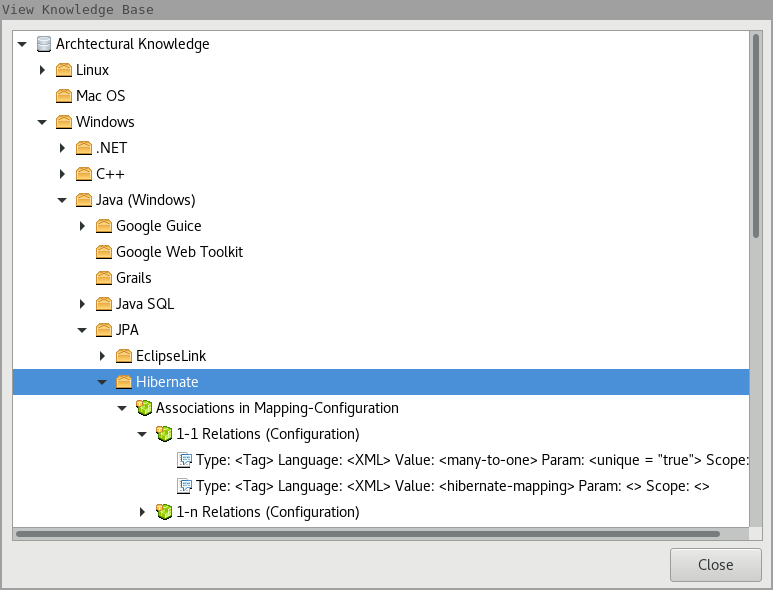 View Knowledge Base
Archtectural Knowledge
Linux
Mac OS
Windows
.NET
C++
Java (Windows)
Google Guice
Google Web Toolkit
Grails
Java SQL
JPA
EclipseLink
Hibernate
Associations in Mapping-Configuration
1-1 Relations (Configuration)
Type: <Tag> Language: <XML> Value: <many-to-one> Param: <unique = "true"> Scope:
Type: <Tag> Language: <XML> Value: <hibernate-mapping> Param: <> Scope: <>
1-n Relations (Configuration)
Close